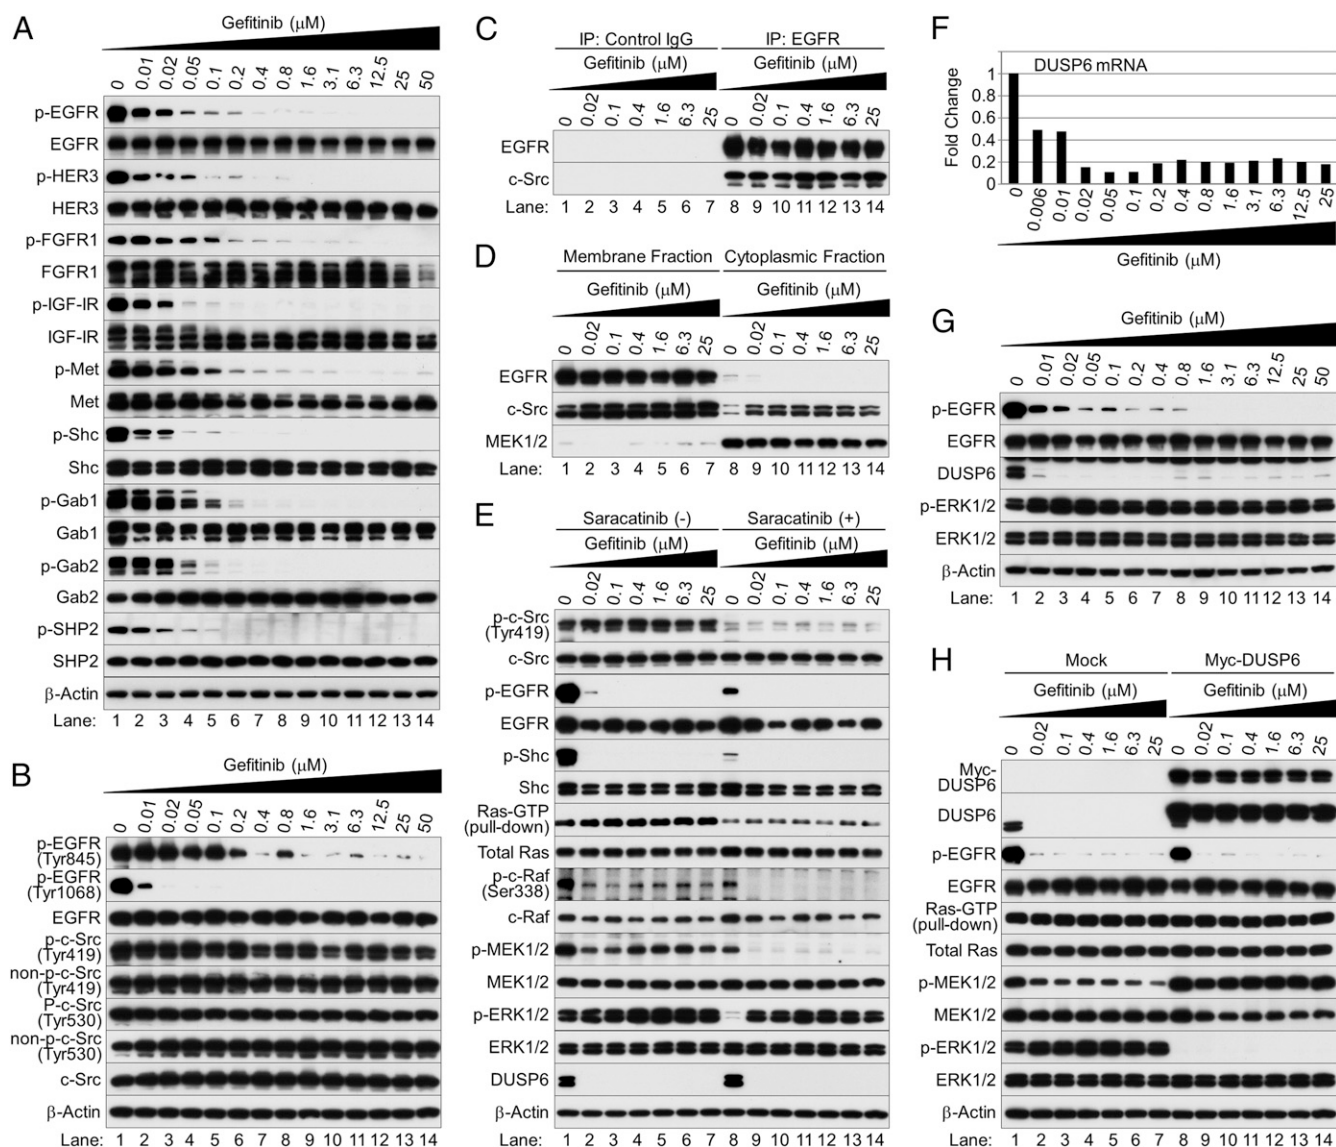 A
Gefitinib (μM)
0 0.01 0.02 0.05 0.1 0.2 0.4 0.8 1.6 3.1 6.3 12.5 25 50
p-EGFR
EGFR
p-HER3
HER3
p-FGFR1
FGFR1
p-IGF-IR
IGF-IR
p-Met
Met
p-Shc
Shc
p-Gab1
Gab1
p-Gab2
Gab2
p-SHP2
SHP2
β-Actin
Lane: 1 2 3 4 5 6 7 8 9 10 11 12 13 14
B
Gefitinib (μM)
0 0.01 0.02 0.05 0.1 0.2 0.4 0.8 1.6 3.1 6.3 12.5 25 50
p-EGFR
(Tyr845)
p-EGFR
(Tyr1068)
EGFR
p-c-Src
(Tyr419)
non-p-c-Src
(Tyr419)
P-c-Src
(Tyr530)
non-p-c-Src
(Tyr530)
c-Src
β-Actin
Lane: 1 2 3 4 5 6 7 8 9 10 11 12 13 14
C
IP: Control IgG IP: EGFR
Gefitinib (μM) Gefitinib (μM)
0 0.02 0.1 0.4 1.6 6.3 25 0 0.02 0.1 0.4 1.6 6.3 25
EGFR
c-Src
Lane: 1 2 3 4 5 6 7 8 9 10 11 12 13 14
D
Membrane Fraction Cytoplasmic Fraction
Gefitinib (μM) Gefitinib (μM)
0 0.02 0.1 0.4 1.6 6.3 25 0 0.02 0.1 0.4 1.6 6.3 25
EGFR
c-Src
MEK1/2
Lane: 1 2 3 4 5 6 7 8 9 10 11 12 13 14
E
Saracatinib (-) Saracatinib (+)
Gefitinib (μM) Gefitinib (μM)
0 0.02 0.1 0.4 1.6 6.3 25 0 0.02 0.1 0.4 1.6 6.3 25
p-c-Src
(Tyr419)
c-Src
p-EGFR
EGFR
p-Shc
Shc
Ras-GTP
(pull-down)
Total Ras
p-c-Raf
(Ser338)
c-Raf
p-MEK1/2
MEK1/2
p-ERK1/2
ERK1/2
DUSP6
β-Actin
Lane: 1 2 3 4 5 6 7 8 9 10 11 12 13 14
F
DUSP6 mRNA
Fold Change
1
0.8
0.6
0.4
0.2
0
0 0.006 0.01 0.02 0.05 0.1 0.2 0.4 0.8 1.6 3.1 6.3 12.5 25
Gefitinib (μM)
G
Gefitinib (μM)
0 0.01 0.02 0.05 0.1 0.2 0.4 0.8 1.6 3.1 6.3 12.5 25 50
p-EGFR
EGFR
DUSP6
p-ERK1/2
ERK1/2
β-Actin
Lane: 1 2 3 4 5 6 7 8 9 10 11 12 13 14
H
Mock Myc-DUSP6
Gefitinib (μM) Gefitinib (μM)
0 0.02 0.1 0.4 1.6 6.3 25 0 0.02 0.1 0.4 1.6 6.3 25
Myc-
DUSP6
DUSP6
p-EGFR
EGFR
Ras-GTP
(pull-down)
Total Ras
p-MEK1/2
MEK1/2
p-ERK1/2
ERK1/2
β-Actin
Lane: 1 2 3 4 5 6 7 8 9 10 11 12 13 14